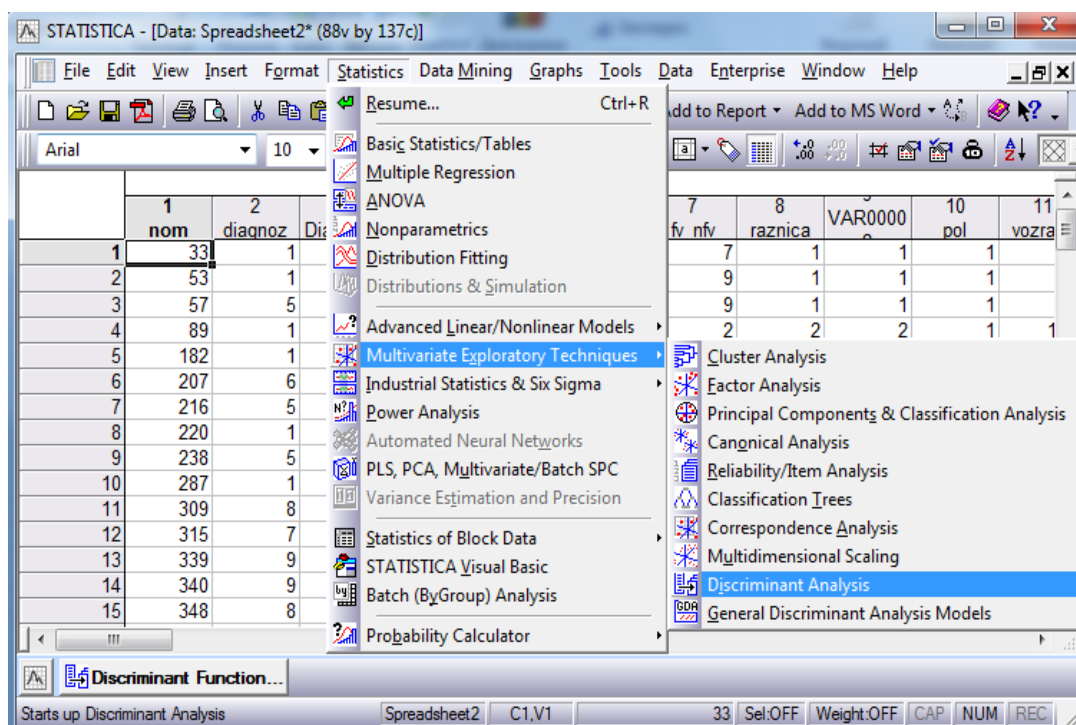 STATISTICA - [Data: Spreadsheet2* (88v by 137c)]
File Edit View Insert Format Statistics Data Mining Graphs Tools Data Enterprise Window Help
Resume... Ctrl+R
Add to Report Add to MS Word
Arial 10
Basic Statistics/Tables
Multiple Regression
ANOVA
Nonparametrics
Distribution Fitting
Distributions & Simulation
Advanced Linear/Nonlinear Models
Multivariate Exploratory Techniques
Industrial Statistics & Six Sigma
Power Analysis
Automated Neural Networks
PLS, PCA, Multivariate/Batch SPC
Variance Estimation and Precision
Statistics of Block Data
STATISTICA Visual Basic
Batch (ByGroup) Analysis
Probability Calculator
Cluster Analysis
Factor Analysis
Principal Components & Classification Analysis
Canonical Analysis
Reliability/Item Analysis
Classification Trees
Correspondence Analysis
Multidimensional Scaling
Discriminant Analysis
General Discriminant Analysis Models
1 2 7 8 10 11
nom diagnoz Dia fv_nfv raznica VAR0000 pol vozra
1 33 1 7 1 1 1
2 53 1 9 1 1 1
3 57 5 9 1 1 1
4 89 1 2 2 2 1 1
5 182 1
6 207 6
7 216 5
8 220 1
9 238 5
10 287 1
11 309 8
12 315 7
13 339 9
14 340 9
15 348 8
Discriminant Function...
Starts up Discriminant Analysis Spreadsheet2 C1,V1 33 Sel:OFF Weight:OFF CAP NUM REC